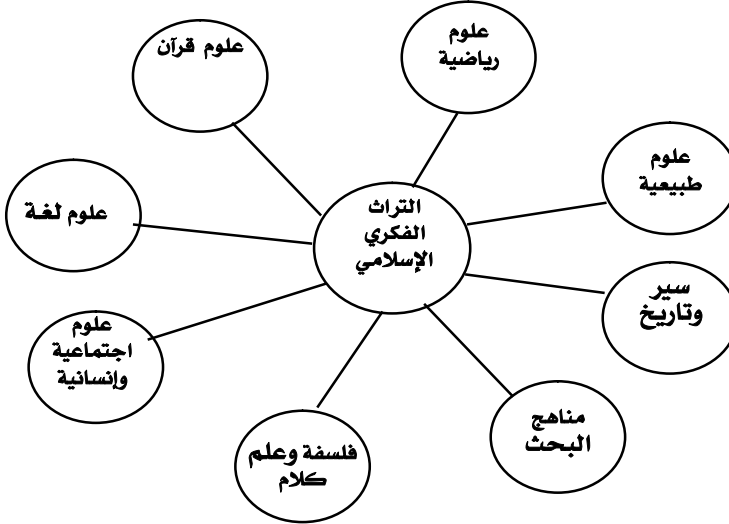 علوم
رياضية
علوم قرآن
علوم
طبيعية
علوم لغة
التراث
الفكري
الإسلامي
سير
وتاريخ
علوم
اجتماعية
وإنسانية
مناهج
البحث
فلسفة وعلم
كلام